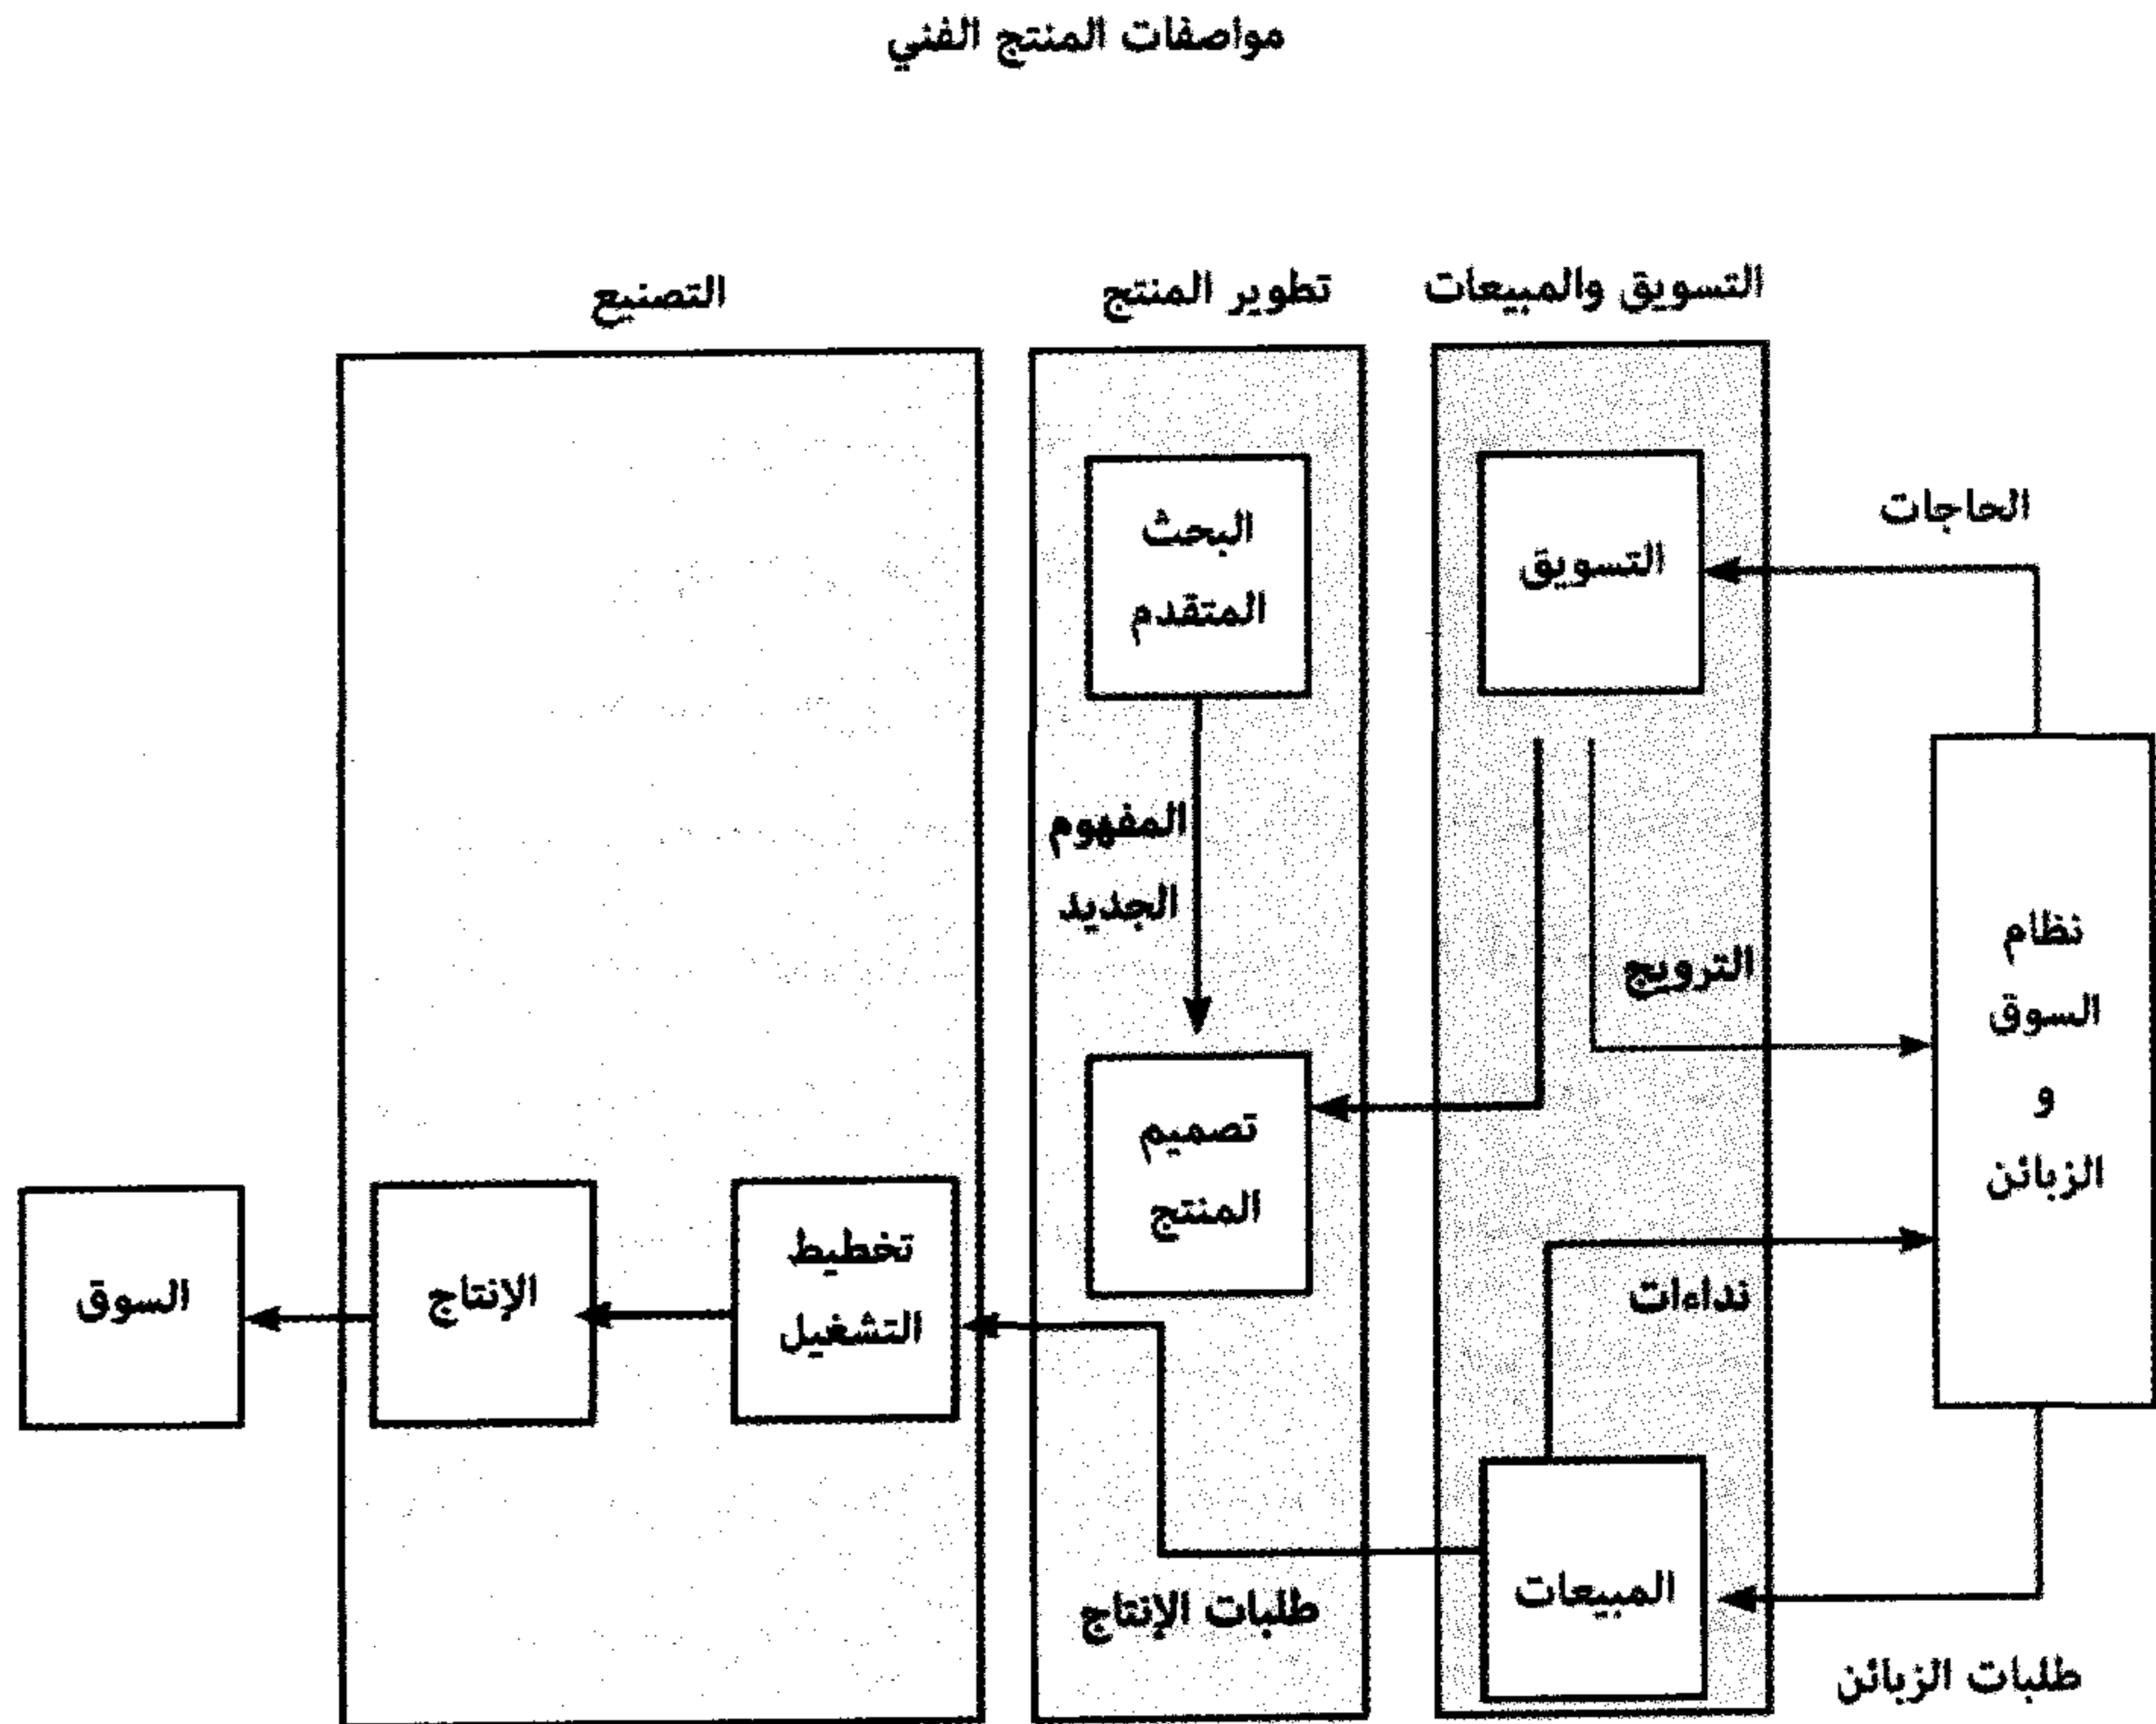 مواصفات المنتج الفني
التسويق والمبيعات
تطوير المنتج
التصنيع
الحاجات
التسويق
البحث
المتقدم
المفهوم
الجديد
الترويج
نظام
السوق
و
الزبائن
تصميم
المنتج
نداءات
تخطيط
التشغيل
الإنتاج
السوق
المبيعات
طلبات الإنتاج
طلبات الزبائن